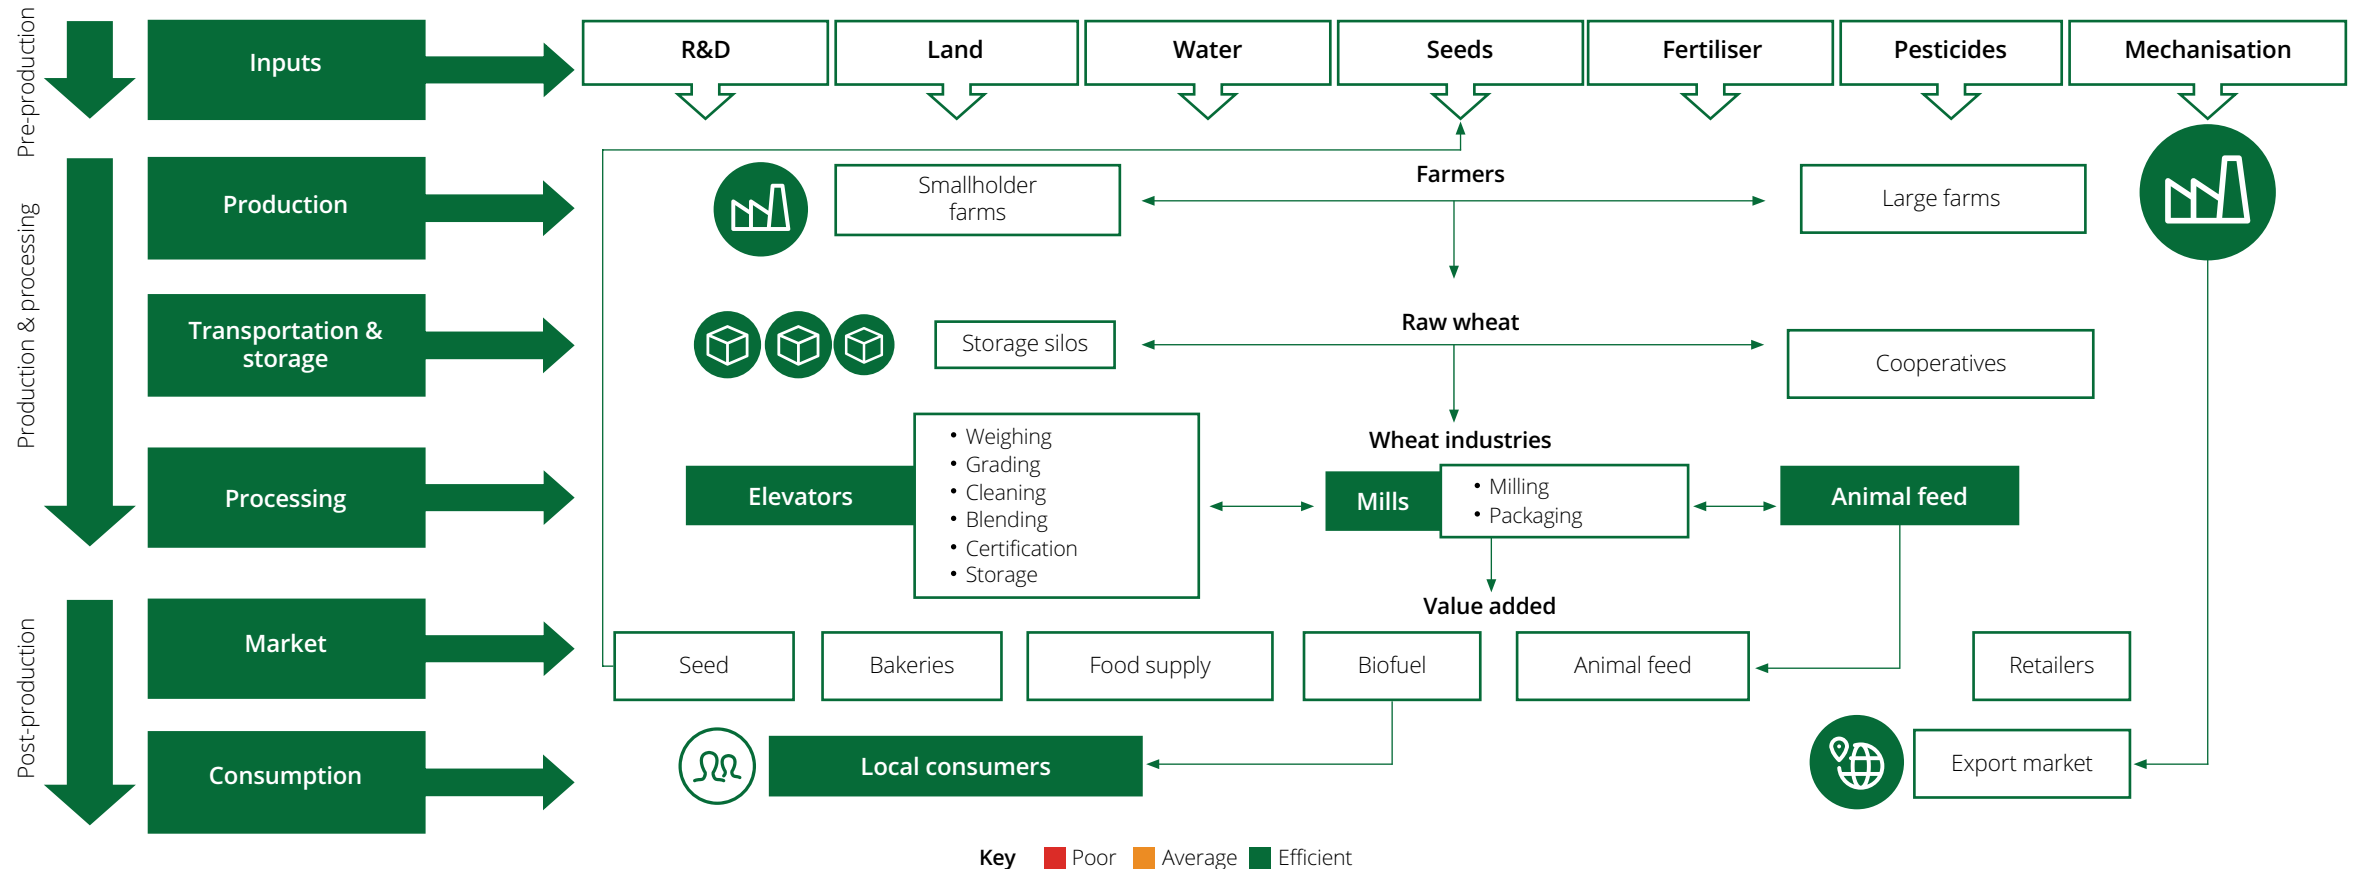 Pre-production
Inputs
R&D
Land
Water
Seeds
Fertiliser
Pesticides
Mechanisation
Production & processing
Production
Smallholder
farms
Farmers
Large farms
Transportation &
storage
Storage silos
Raw wheat
Cooperatives
Processing
Elevators
• Weighing
• Grading
• Cleaning
• Blending
• Certification
• Storage
Wheat industries
Mills
• Milling
• Packaging
Animal feed
Value added
Post-production
Market
Seed
Bakeries
Food supply
Biofuel
Animal feed
Retailers
Consumption
Local consumers
Export market
Key
Poor
Average
Efficient